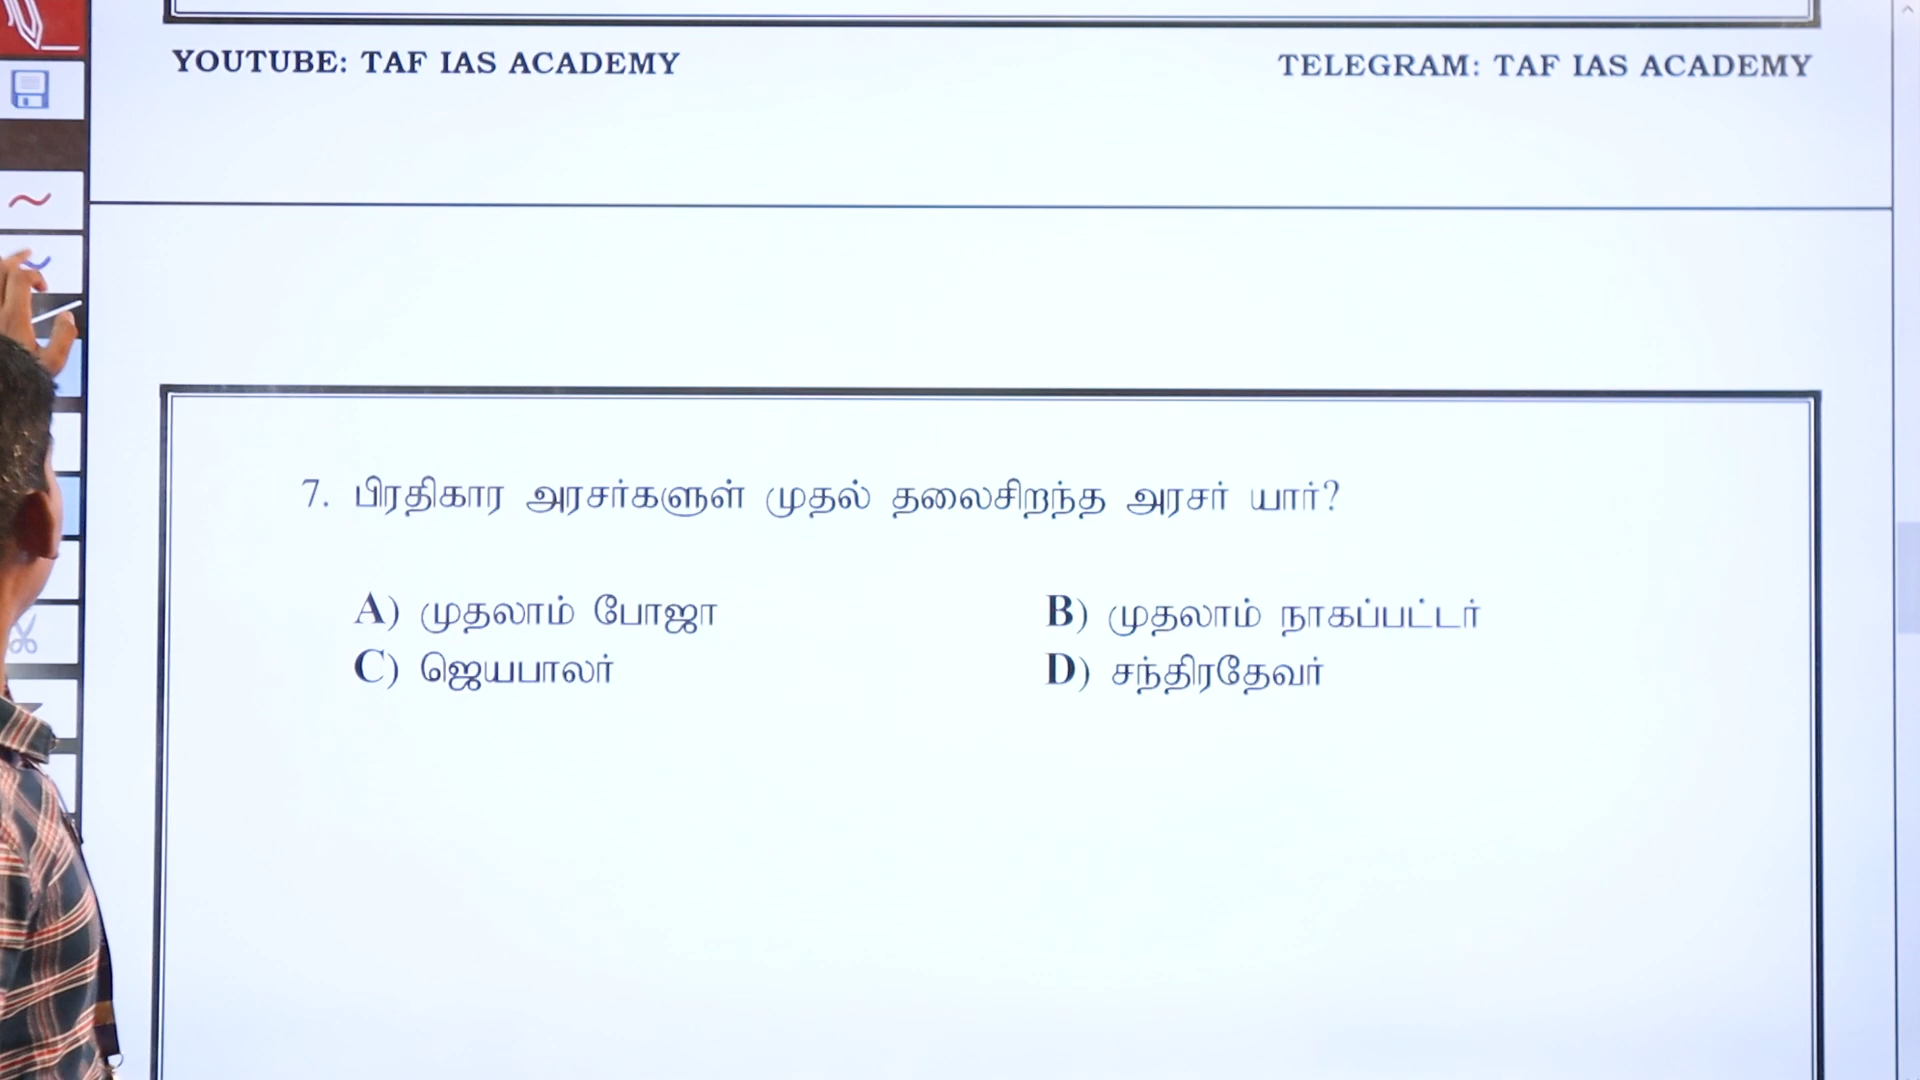 YOUTUBE: TAF IAS ACADEMY
TELEGRAM: TAF IAS ACADEMY
7. பிரதிகார அரசர்களுள் முதல் தலைசிறந்த அரசர் யார்?
A) முதலாம் போஜா
B) முதலாம் நாகப்பட்டர்
C) ஜெயபாலர்
D) சந்திரதேவர்